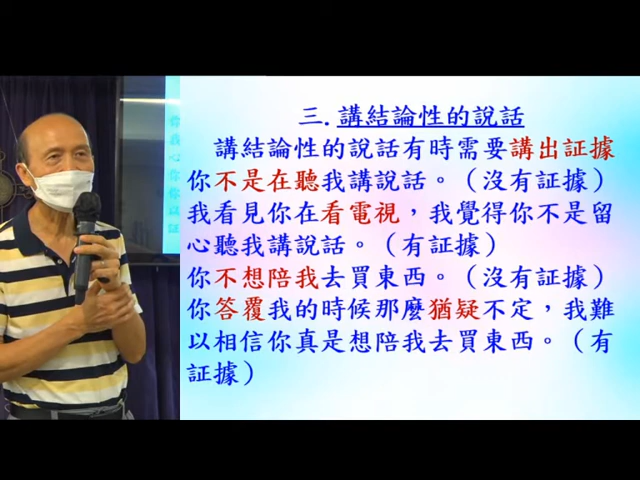 三.講結論性的說話
講結論性的說話有時需要講出証據
你不是在聽我講說話。（沒有証據）
我看見你在看電視，我覺得你不是留
心聽我講說話。（有証據）
你不想陪我去買東西。（沒有証據）
你答覆我的時候那麼猶疑不定，我難
以相信你真是想陪我去買東西。（有
証據）